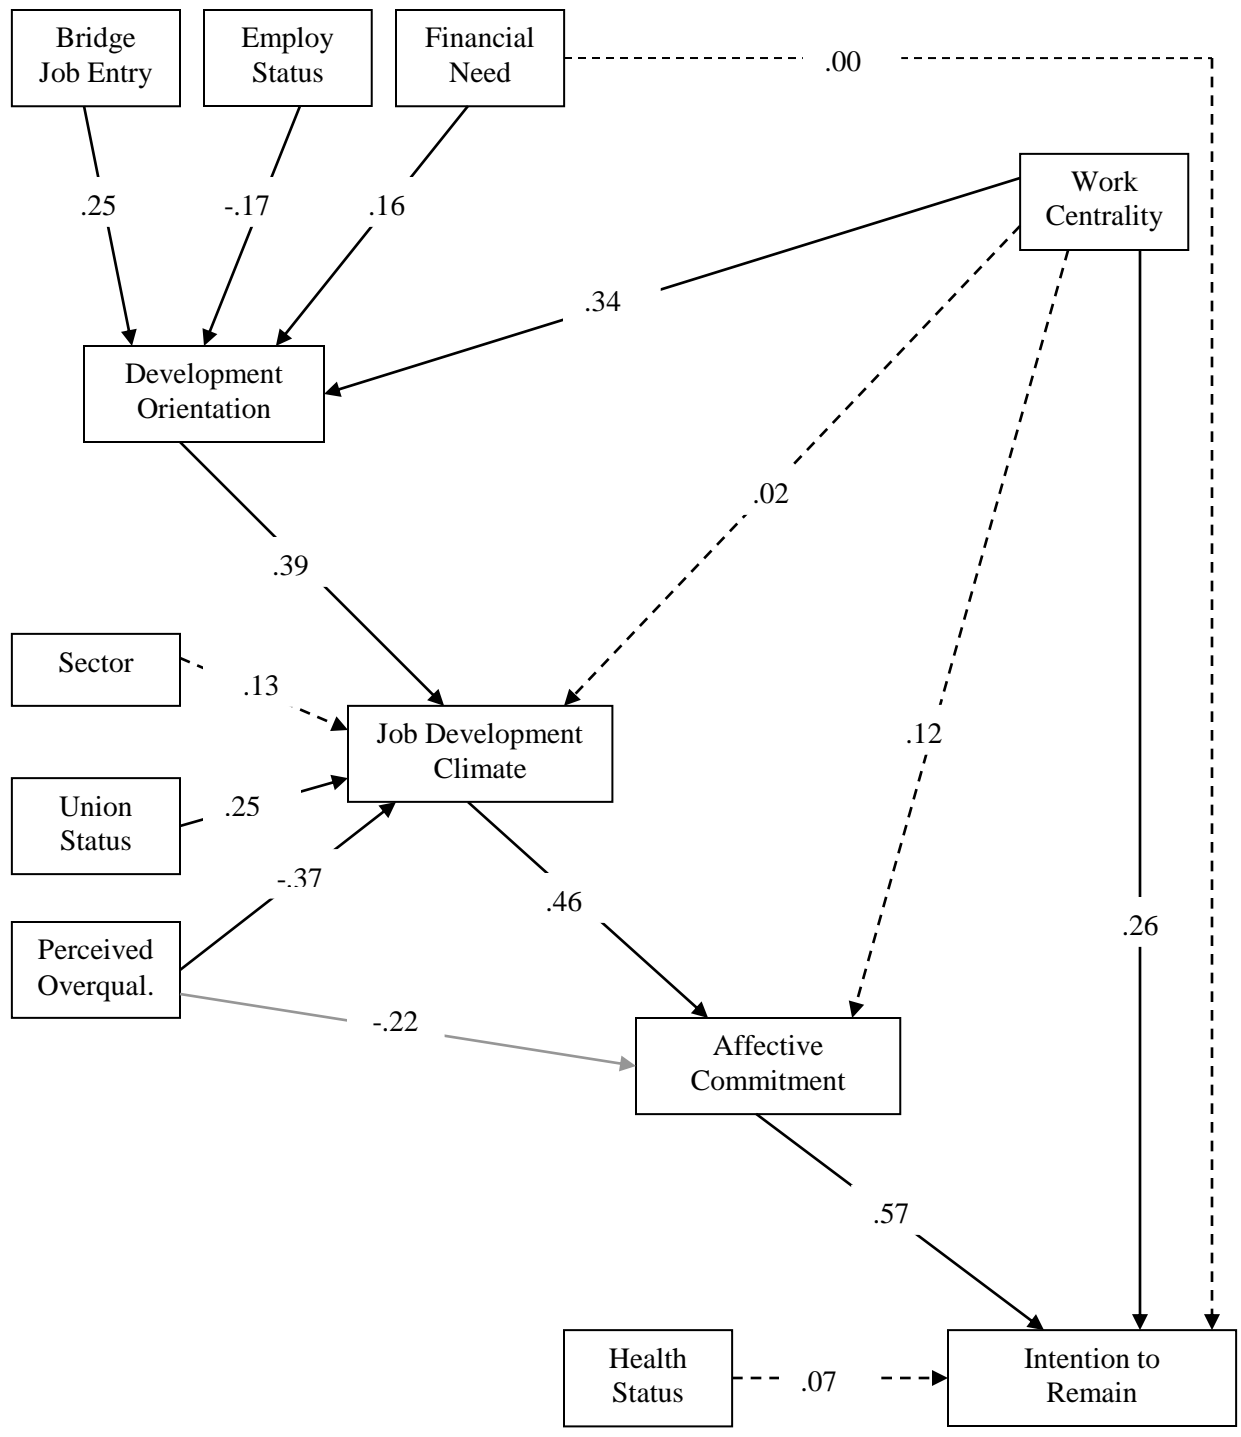 Bridge
Job Entry
Employ
Status
Financial
Need
.00
Work
Centrality
.25
-.17
.16
.34
Development
Orientation
.02
.39
Sector
.13
Job Development
Climate
.12
Union
Status
.25
-.37
.46
.26
Perceived
Overqual.
-.22
Affective
Commitment
.57
Health
Status
.07
Intention to
Remain